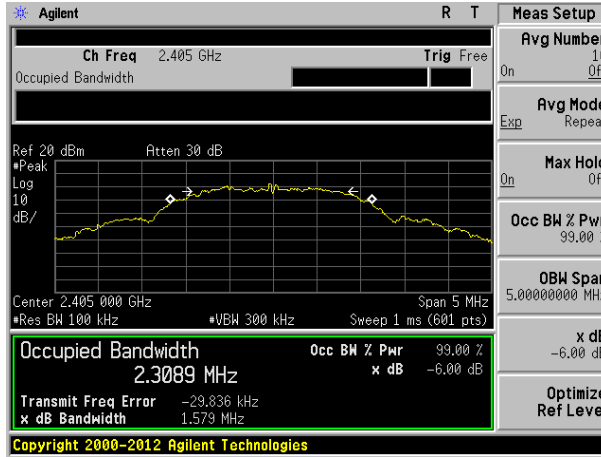 Agilent R T Meas Setup
Ch Freq 2.405 GHz Trig Free
Occupied Bandwidth
Avg Number
On
Avg Mode
Exp
Max Hold
On
Occ BW % Pwr
99.00
OBW Span
5.00000000
x dB
-6.00 dB
Optimize
Ref Level
Ref 20 dBm Atten 30 dB
#Peak
Log
10
dB/
Center 2.405 000 GHz Span 5 MHz
#Res BW 100 kHz #VBW 300 kHz Sweep 1 ms (601 pts)
Occupied Bandwidth Occ BW % Pwr 99.00 %
2.3089 MHz x dB -6.00 dB
Transmit Freq Error -29.836 kHz
x dB Bandwidth 1.579 MHz
Copyright 2000-2012 Agilent Technologies